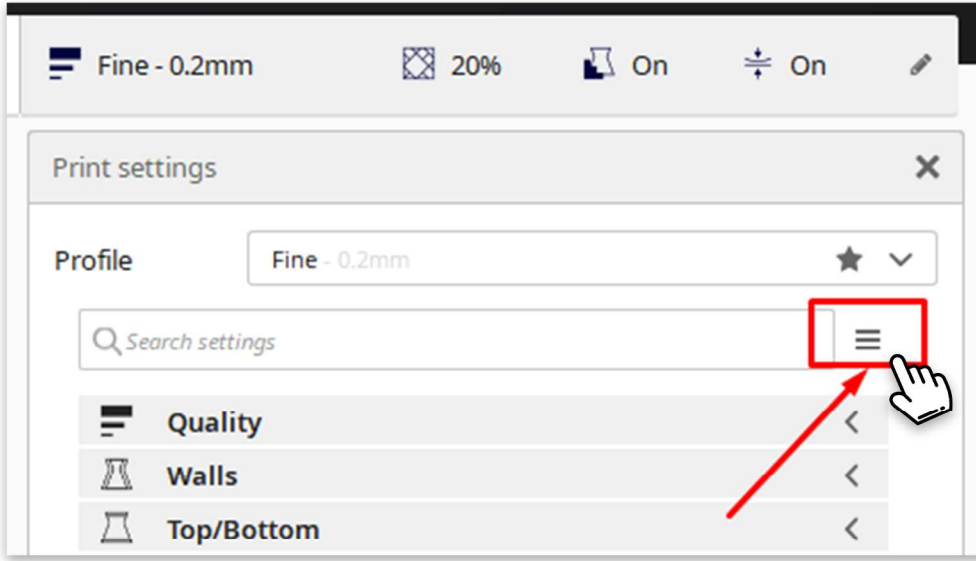 Fine - 0.2mm 20% On On
Print settings
Profile Fine - 0.2mm
Search settings
Quality
Walls
Top/Bottom